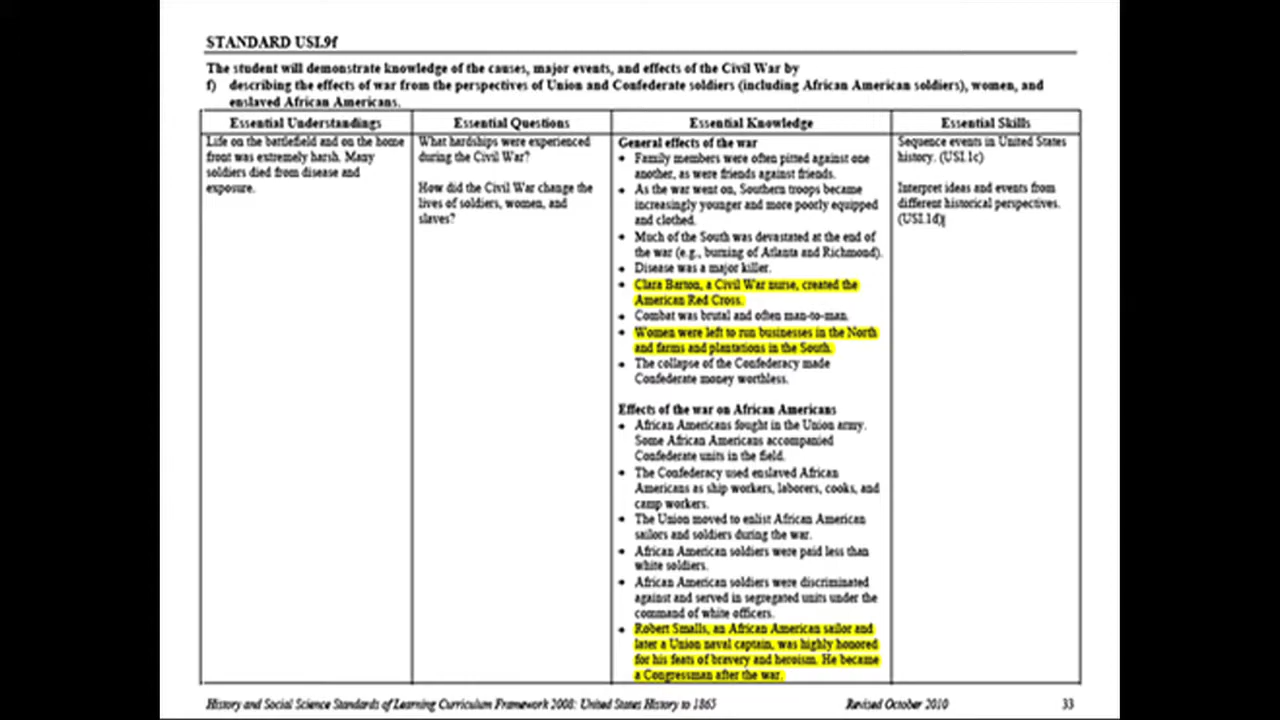 STANDARD USI.9f
The student will demonstrate knowledge of the causes, major events, and effects of the Civil War by
f) describing the effects of war from the perspectives of Union and Confederate soldiers (including African American soldiers), women, and
enslaved African Americans.
Essential Understandings
Life on the battlefield and on the home
front was extremely harsh. Many
soldiers died from disease and
exposure.
Essential Questions
What hardships were experienced
during the Civil War?
How did the Civil War change the
lives of soldiers, women, and
slaves?
Essential Knowledge
General effects of the war
• Family members were often pitted against one
another, as were friends against friends.
• As the war went on, Southern troops became
increasingly younger and more poorly equipped
and clothed.
• Much of the South was devastated at the end of
the war (e.g., burning of Atlanta and Richmond).
• Disease was a major killer.
• Clara Barton, a Civil War nurse, created the
American Red Cross.
• Combat was brutal and often man-to-man.
• Women were left to run businesses in the North
and farms and plantations in the South.
• The collapse of the Confederacy made
Confederate money worthless.
Effects of the war on African Americans
• African Americans fought in the Union army.
Some African Americans accompanied
Confederate units in the field.
• The Confederacy used enslaved African
Americans as ship workers, laborers, cooks, and
camp workers.
• The Union moved to enlist African American
sailors and soldiers during the war.
• African American soldiers were paid less than
white soldiers.
• African American soldiers were discriminated
against and served in segregated units under the
command of white officers.
• Robert Smalls, an African American sailor and
later a Union naval captain, was highly honored
for his feats of bravery and heroism. He became
a Congressman after the war.
Essential Skills
Sequence events in United States
history. (USI.1c)
Interpret ideas and events from
different historical perspectives.
(USI.1d)
History and Social Science Standards of Learning Curriculum Framework 2008: United States History to 1865
Revised October 2010
33